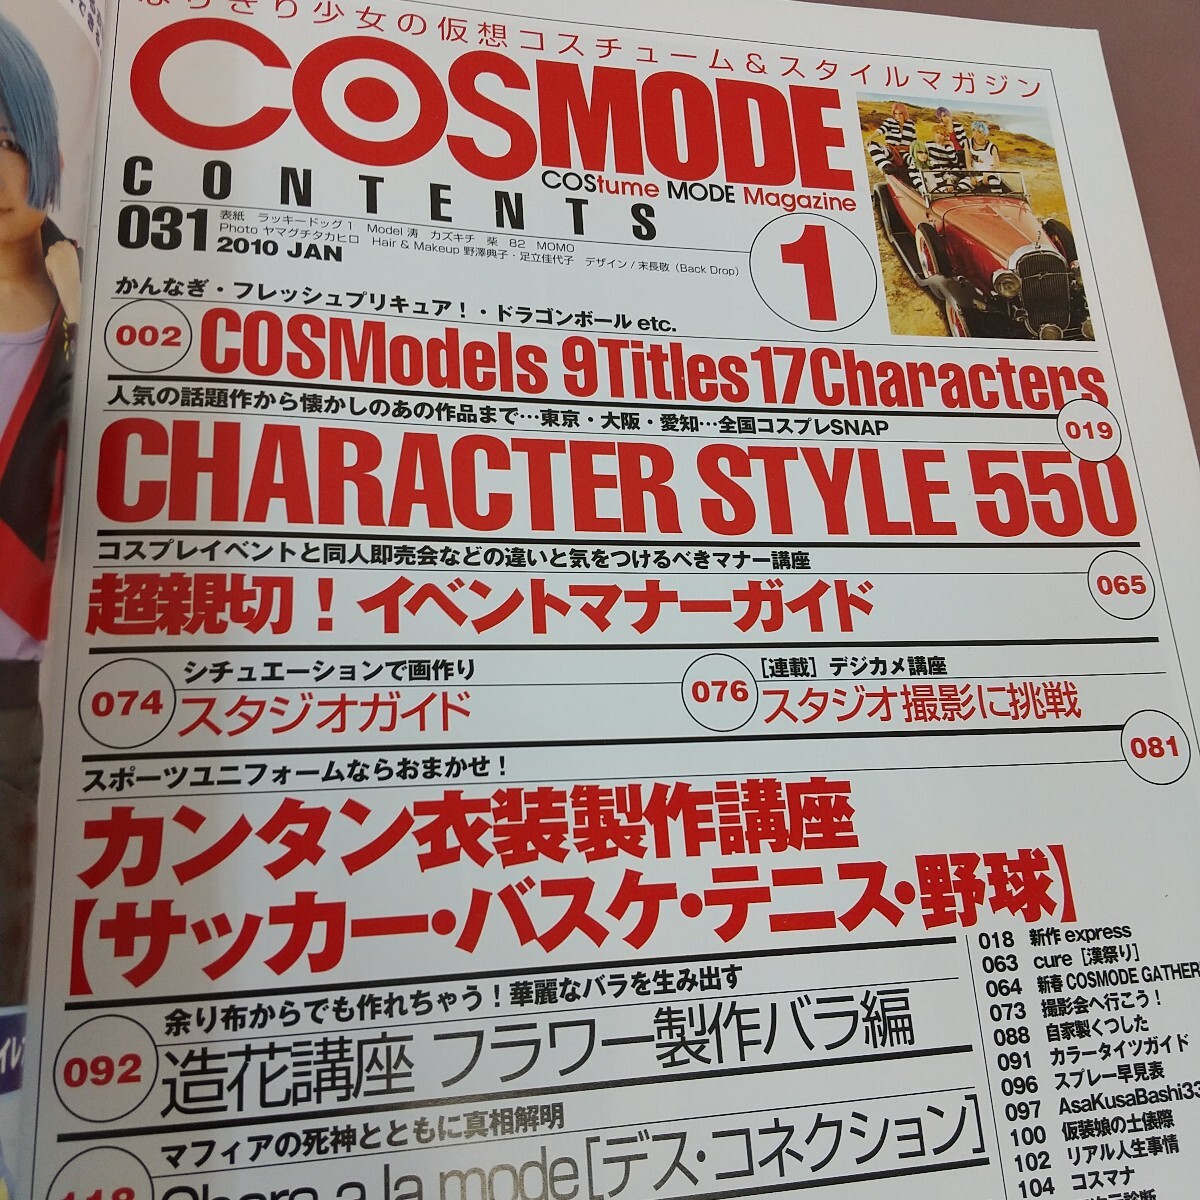 なりきり少女の仮想コスチューム&スタイルマガジン
COSMODE
COStume MODE Magazine
CONTENTS
031
2010 JAN
表紙 ラッキードッグ1 Model 涛 カズキチ 柴 82 MOMO
Photo ヤマグチタカヒロ Hair & Makeup 野澤典子・足立佳代子 デザイン/末長敬(Back Drop)
1
かんなぎ・フレッシュプリキュア!・ドラゴンボール etc.
002
COSModels 9Titles17Characters
人気の話題作から懐かしのあの作品まで…東京・大阪・愛知…全国コスプレSNAP
019
CHARACTER STYLE 550
コスプレイベントと同人即売会などの違いと気をつけるべきマナー講座
065
超親切!イベントマナーガイド
074
シチュエーションで画作り
スタジオガイド
076
[連載]デジカメ講座
スタジオ撮影に挑戦
081
スポーツユニフォームならおまかせ!
カンタン衣装製作講座
【サッカー・バスケ・テニス・野球】
余り布からでも作れちゃう!華麗なバラを生み出す
092
造花講座 フラワー製作バラ編
マフィアの死神とともに真相解明
118
Chara a la mode[デス・コネクション]
018 新作express
063 cure[漢祭り]
064 新春COSMODE GATHER
073 撮影会へ行こう!
088 自家製くつした
091 カラータイツガイド
096 スプレー早見表
097 AsaKusaBashi33
100 仮装娘の土俵際
102 リアル人生事情
104 コスマナ